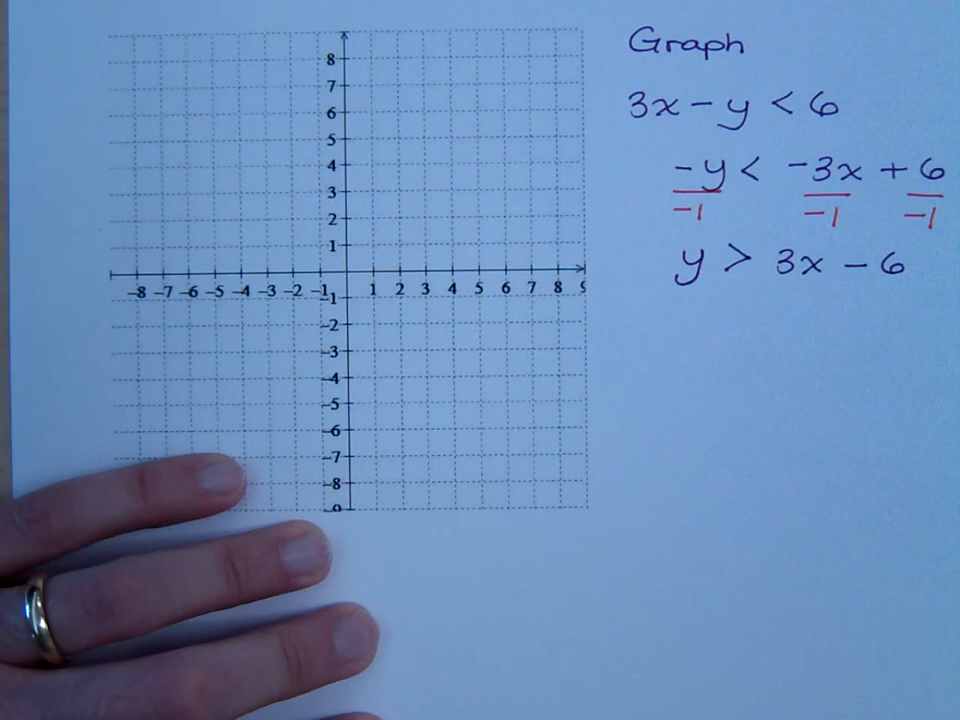 Graph
3x - y < 6
-y < -3x + 6
-1 -1 -1
y > 3x - 6
8
7
6
5
4
3
2
1
-8 -7 -6 -5 -4 -3 -2 -1 1 2 3 4 5 6 7 8 9
-1
-2
-3
-4
-5
-6
-7
-8
-9